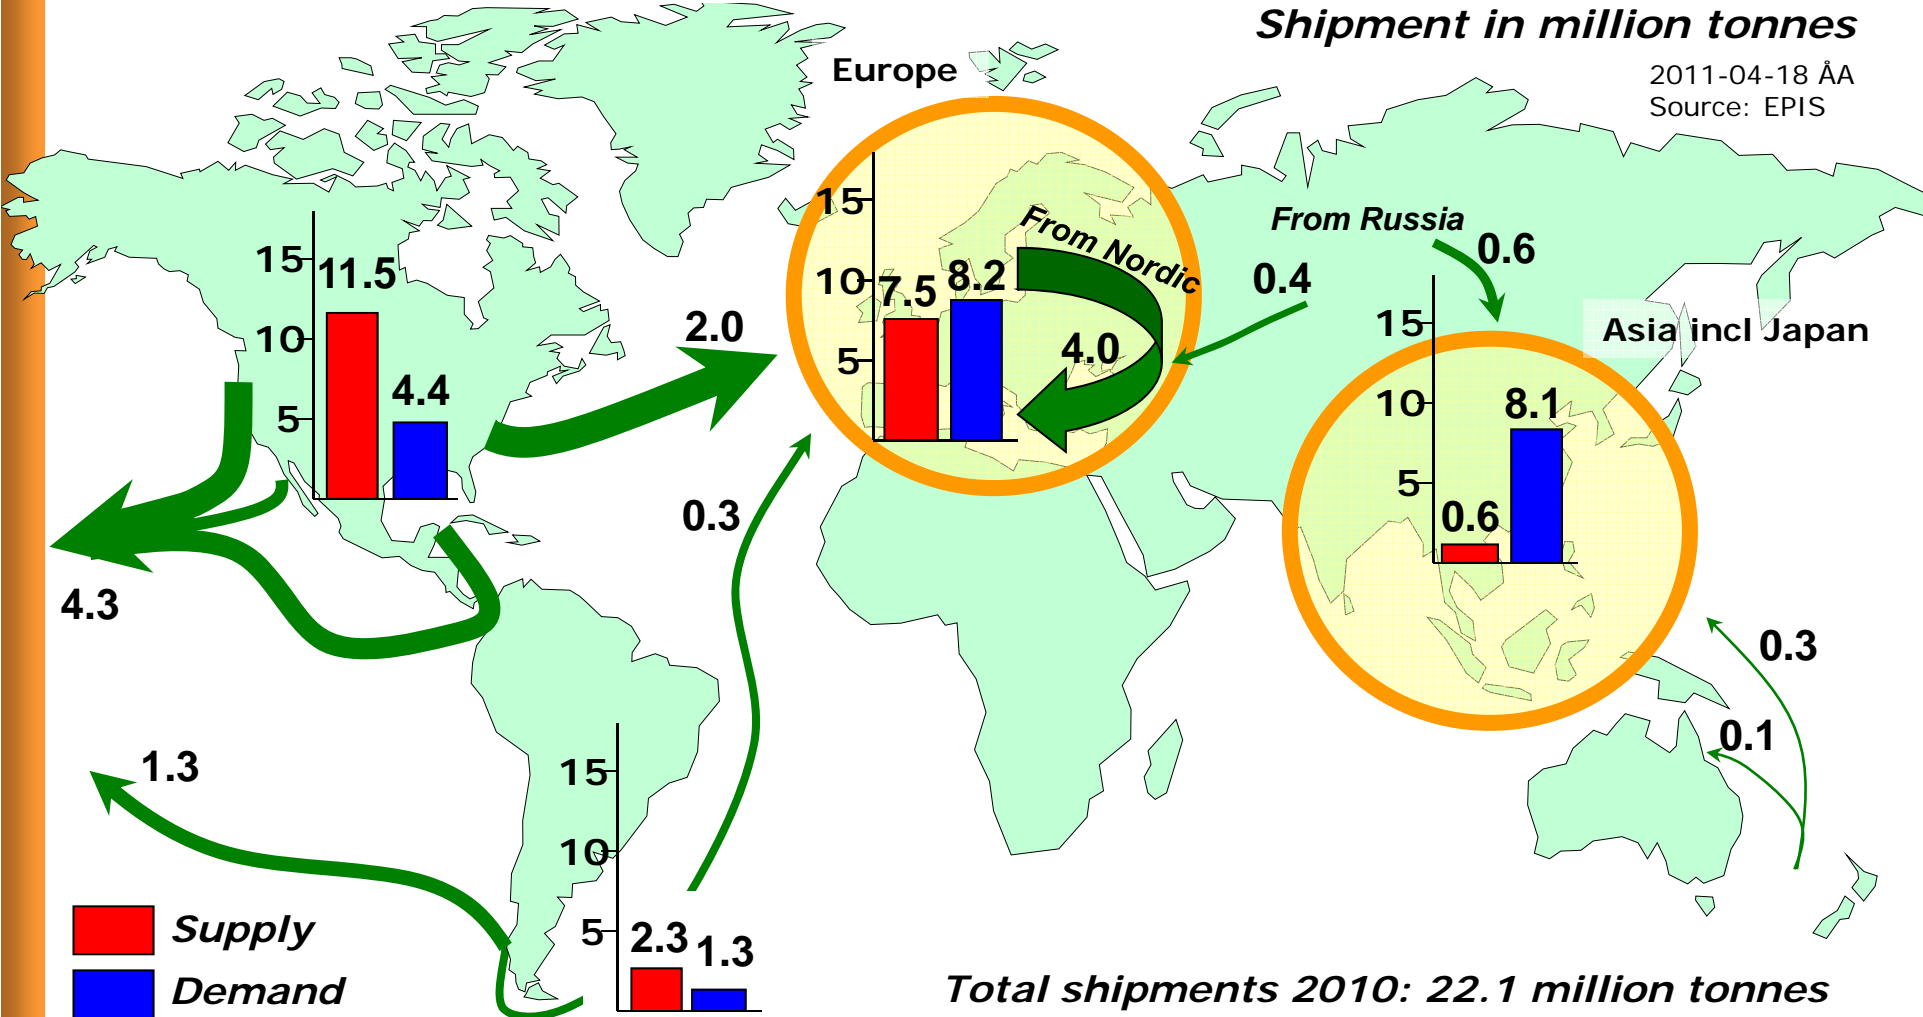 Shipment in million tonnes
2011-04-18 ÅA
Source: EPIS
Europe
From Russia
0.6
0.4
Asia incl Japan
15
10
5
11.5
4.4
2.0
15
10
5
7.5
8.2
From Nordic
4.0
15
10
5
0.6
8.1
0.3
4.3
0.3
0.1
1.3
15
10
5
2.3
1.3
Supply
Demand
Total shipments 2010: 22.1 million tonnes